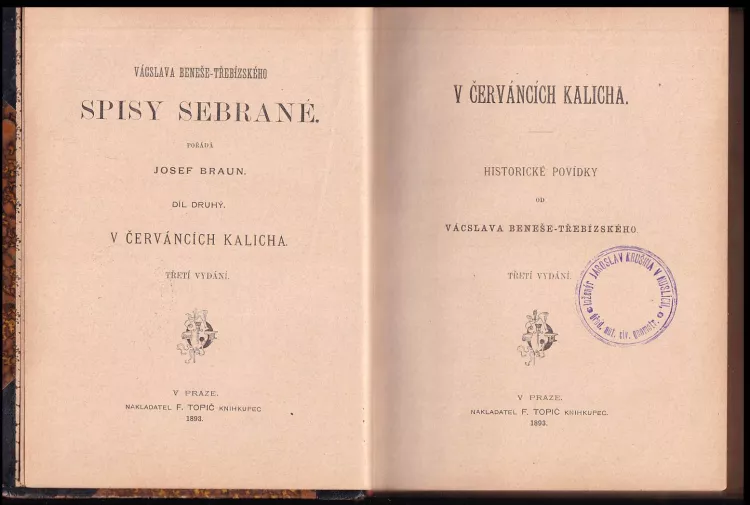 VÁCSLAVA BENEŠE-TŘEBÍZSKÉHO
SPISY SEBRANÉ.
POŘÁDÁ
JOSEF BRAUN.
DÍL DRUHÝ.
V ČERVÁNCÍCH KALICHA.
TŘETÍ VYDÁNÍ.
V PRAZE.
NAKLADATEL F. TOPIČ KNIHKUPEC.
1893.
V ČERVÁNCÍCH KALICHA.
HISTORICKÉ POVÍDKY
OD
VÁCSLAVA BENEŠE-TŘEBÍZSKÉHO.
TŘETÍ VYDÁNÍ.
JAROSLAV V
civ.
V PRAZE.
NAKLADATEL F. TOPIČ KNIHKUPEC.
1893.